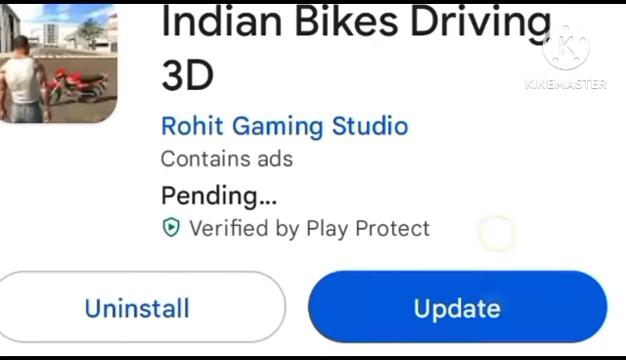 Indian Bikes Driving
3D
K
KINEMASTER
Rohit Gaming Studio
Contains ads
Pending...
Verified by Play Protect
Uninstall
Update